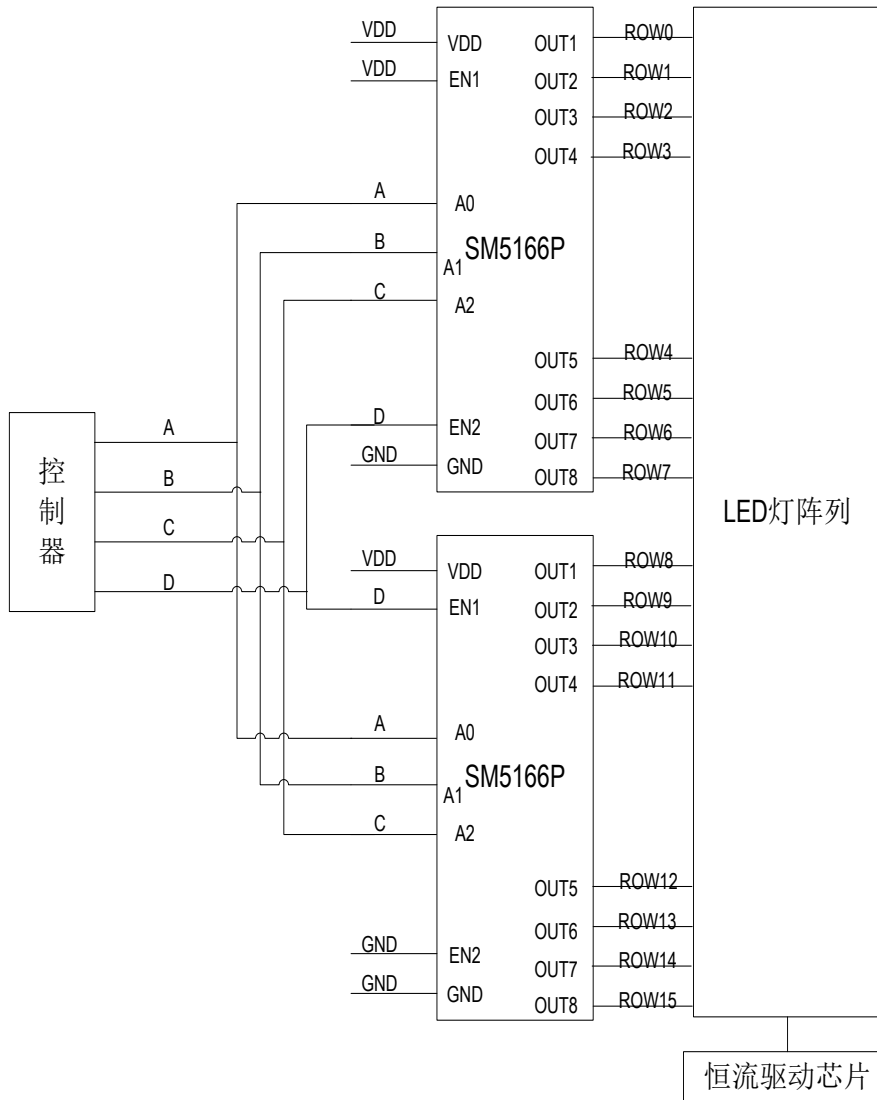 VDD
VDD
VDD
EN1
OUT1
OUT2
OUT3
OUT4
ROW0
ROW1
ROW2
ROW3
A
B
C
A0
A1
A2
SM5166P
OUT5
OUT6
OUT7
OUT8
ROW4
ROW5
ROW6
ROW7
D
GND
EN2
GND
控制器
A
B
C
D
LED灯阵列
VDD
D
VDD
EN1
OUT1
OUT2
OUT3
OUT4
ROW8
ROW9
ROW10
ROW11
A
B
C
A0
A1
A2
SM5166P
OUT5
OUT6
OUT7
OUT8
ROW12
ROW13
ROW14
ROW15
GND
GND
EN2
GND
恒流驱动芯片